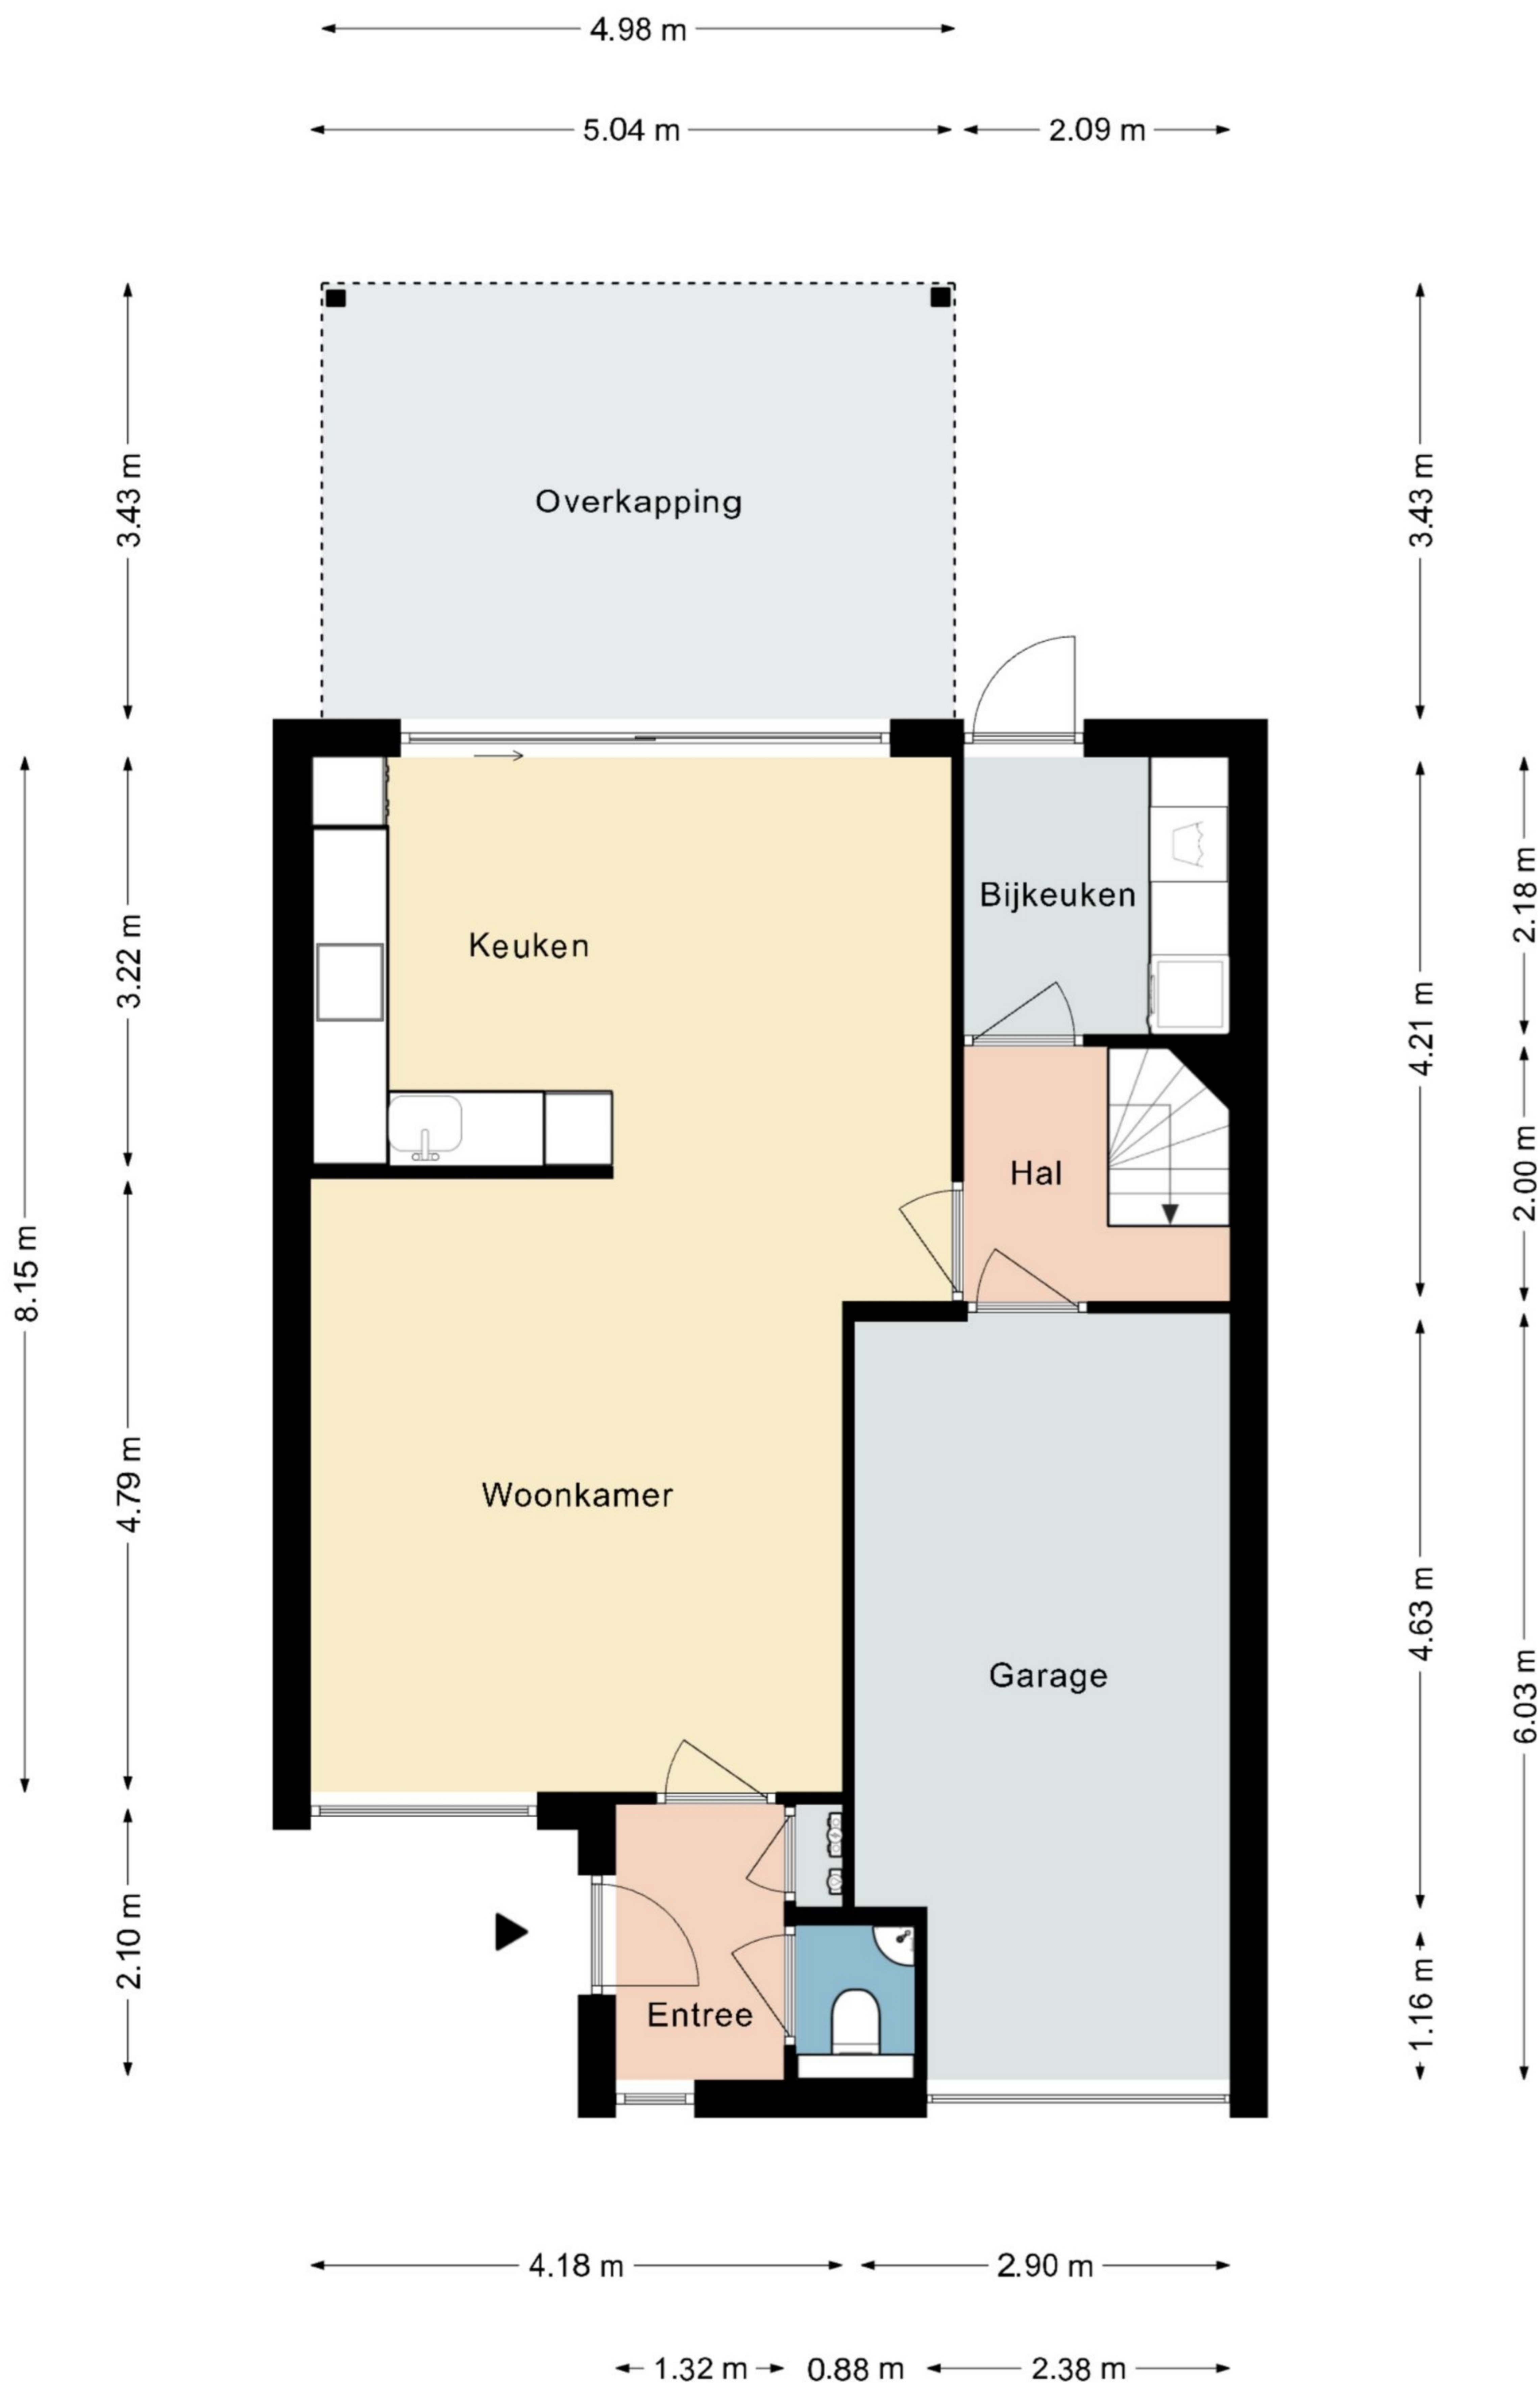 4.98 m
5.04 m
2.09 m
3.43 m
3.43 m
Overkapping
Bijkeuken
Keuken
2.18 m
3.22 m
4.21 m
Hal
2.00 m
8.15 m
4.79 m
Woonkamer
4.63 m
Garage
6.03 m
2.10 m
Entree
1.16 m
4.18 m
2.90 m
1.32 m
0.88 m
2.38 m